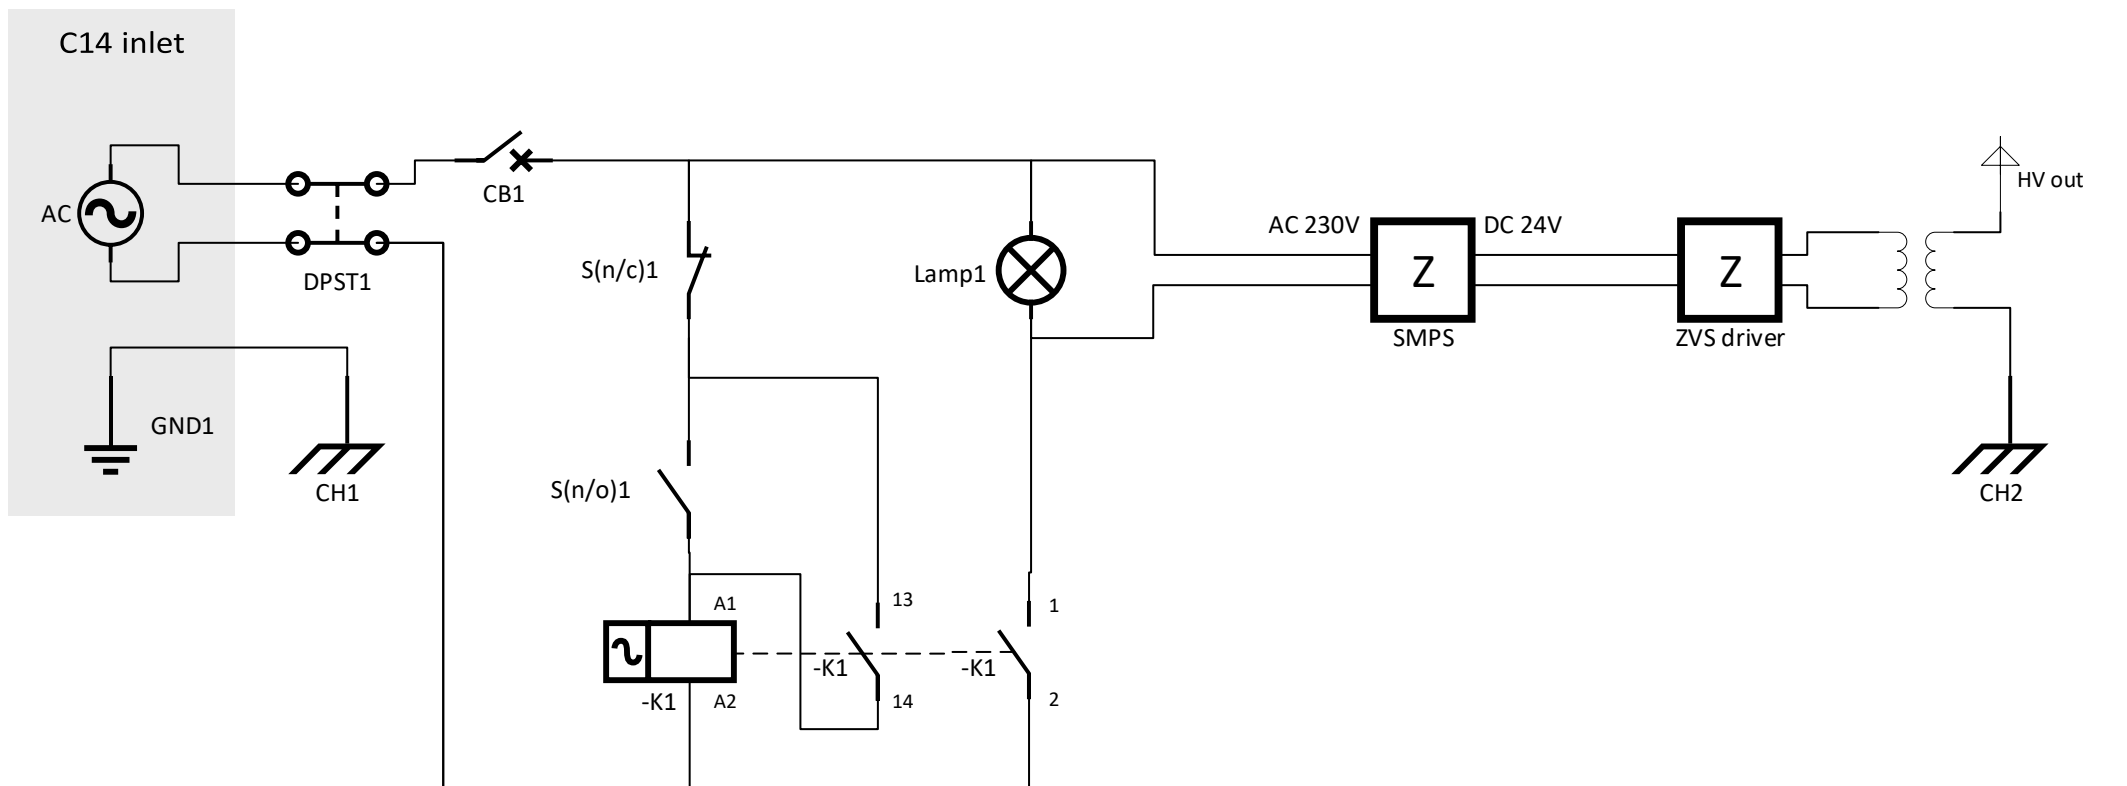 C14 inlet
AC
DPST1
GND1
CH1
CB1
S(n/c)1
S(n/o)1
A1
-K1
A2
13
-K1
14
Lamp1
1
-K1
2
AC 230V
Z
DC 24V
SMPS
Z
ZVS driver
HV out
CH2